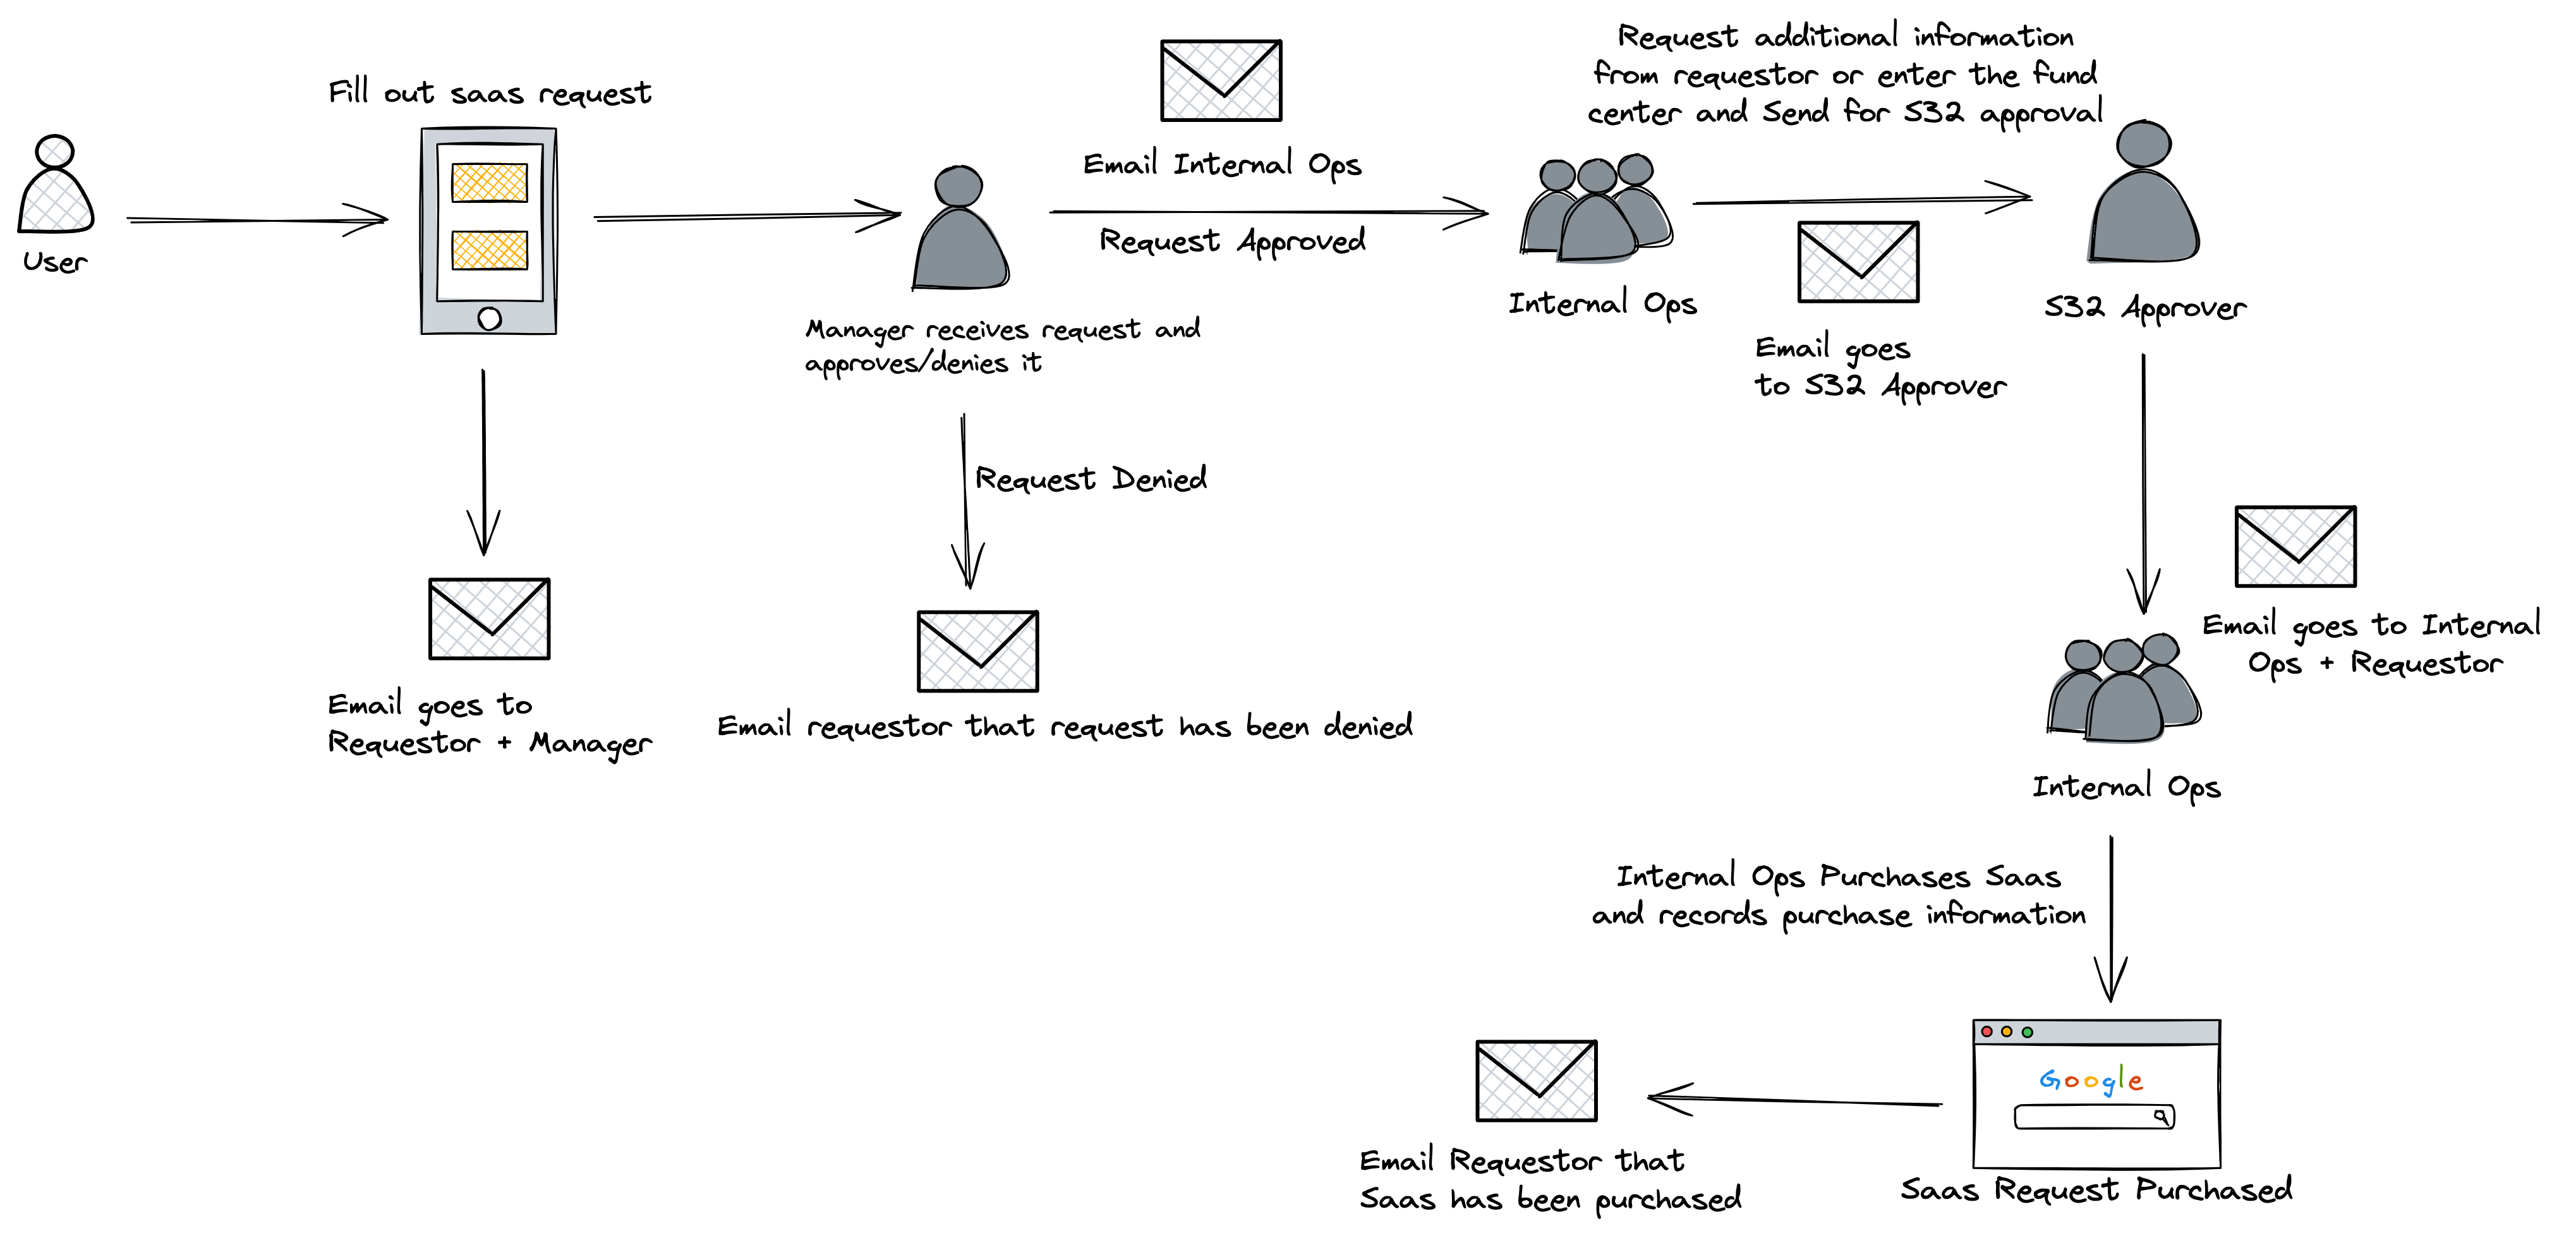 Fill out saas request
User
Manager receives request and
approves/denies it
Email Internal Ops
Request Approved
Request additional information
from requestor or enter the fund
center and Send for S32 approval
Internal Ops
Email goes
to S32 Approver
S32 Approver
Email goes to
Requestor + Manager
Request Denied
Email requestor that request has been denied
Email goes to Internal
Ops + Requestor
Internal Ops
Internal Ops Purchases Saas
and records purchase information
Google
Saas Request Purchased
Email Requestor that
Saas has been purchased